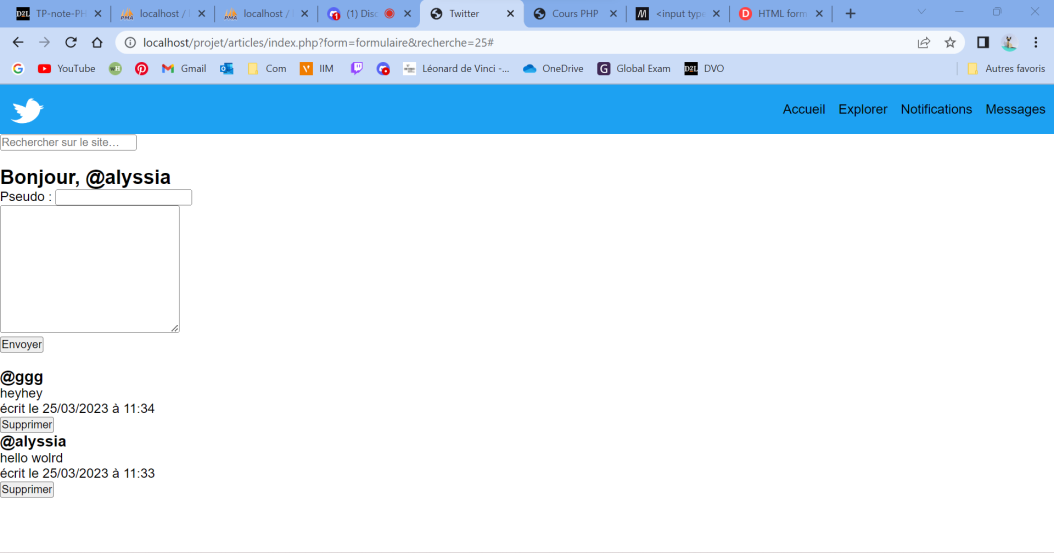 TP-note-PH
localhost /
localhost /
(1) Disc
Twitter
Cours PHP
<input type
HTML form
localhost/projet/articles/index.php?form=formulaire&recherche=25#
YouTube
Gmail
Com
IIM
Léonard de Vinci -...
OneDrive
Global Exam
DVO
Autres favoris
Accueil Explorer Notifications Messages
Rechercher sur le site...
Bonjour, @alyssia
Pseudo :
Envoyer
@ggg
heyhey
écrit le 25/03/2023 à 11:34
Supprimer
@alyssia
hello wolrd
écrit le 25/03/2023 à 11:33
Supprimer